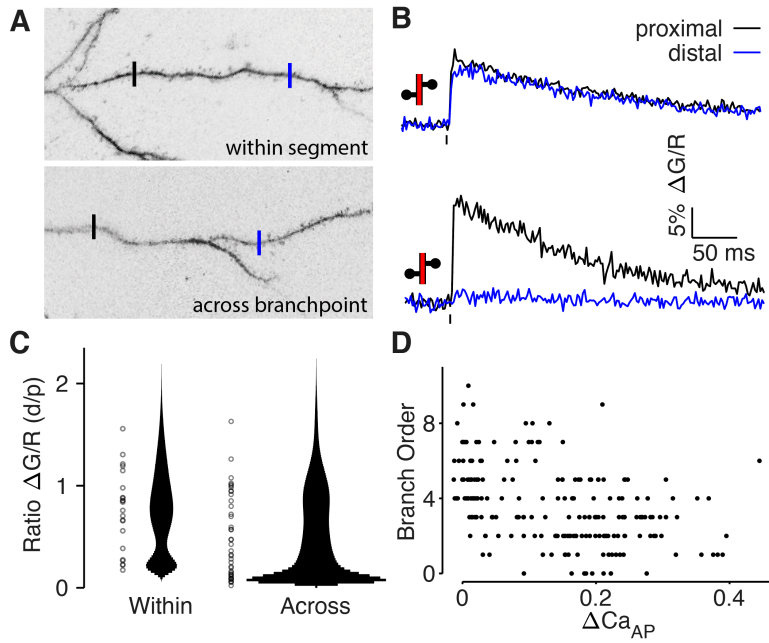 A
within segment
across branchpoint
B
proximal
distal
5% ΔG/R
50 ms
C
Ratio ΔG/R (d/p)
2
1
0
Within
Across
D
Branch Order
8
4
0
0
0.2
0.4
ΔCaAP